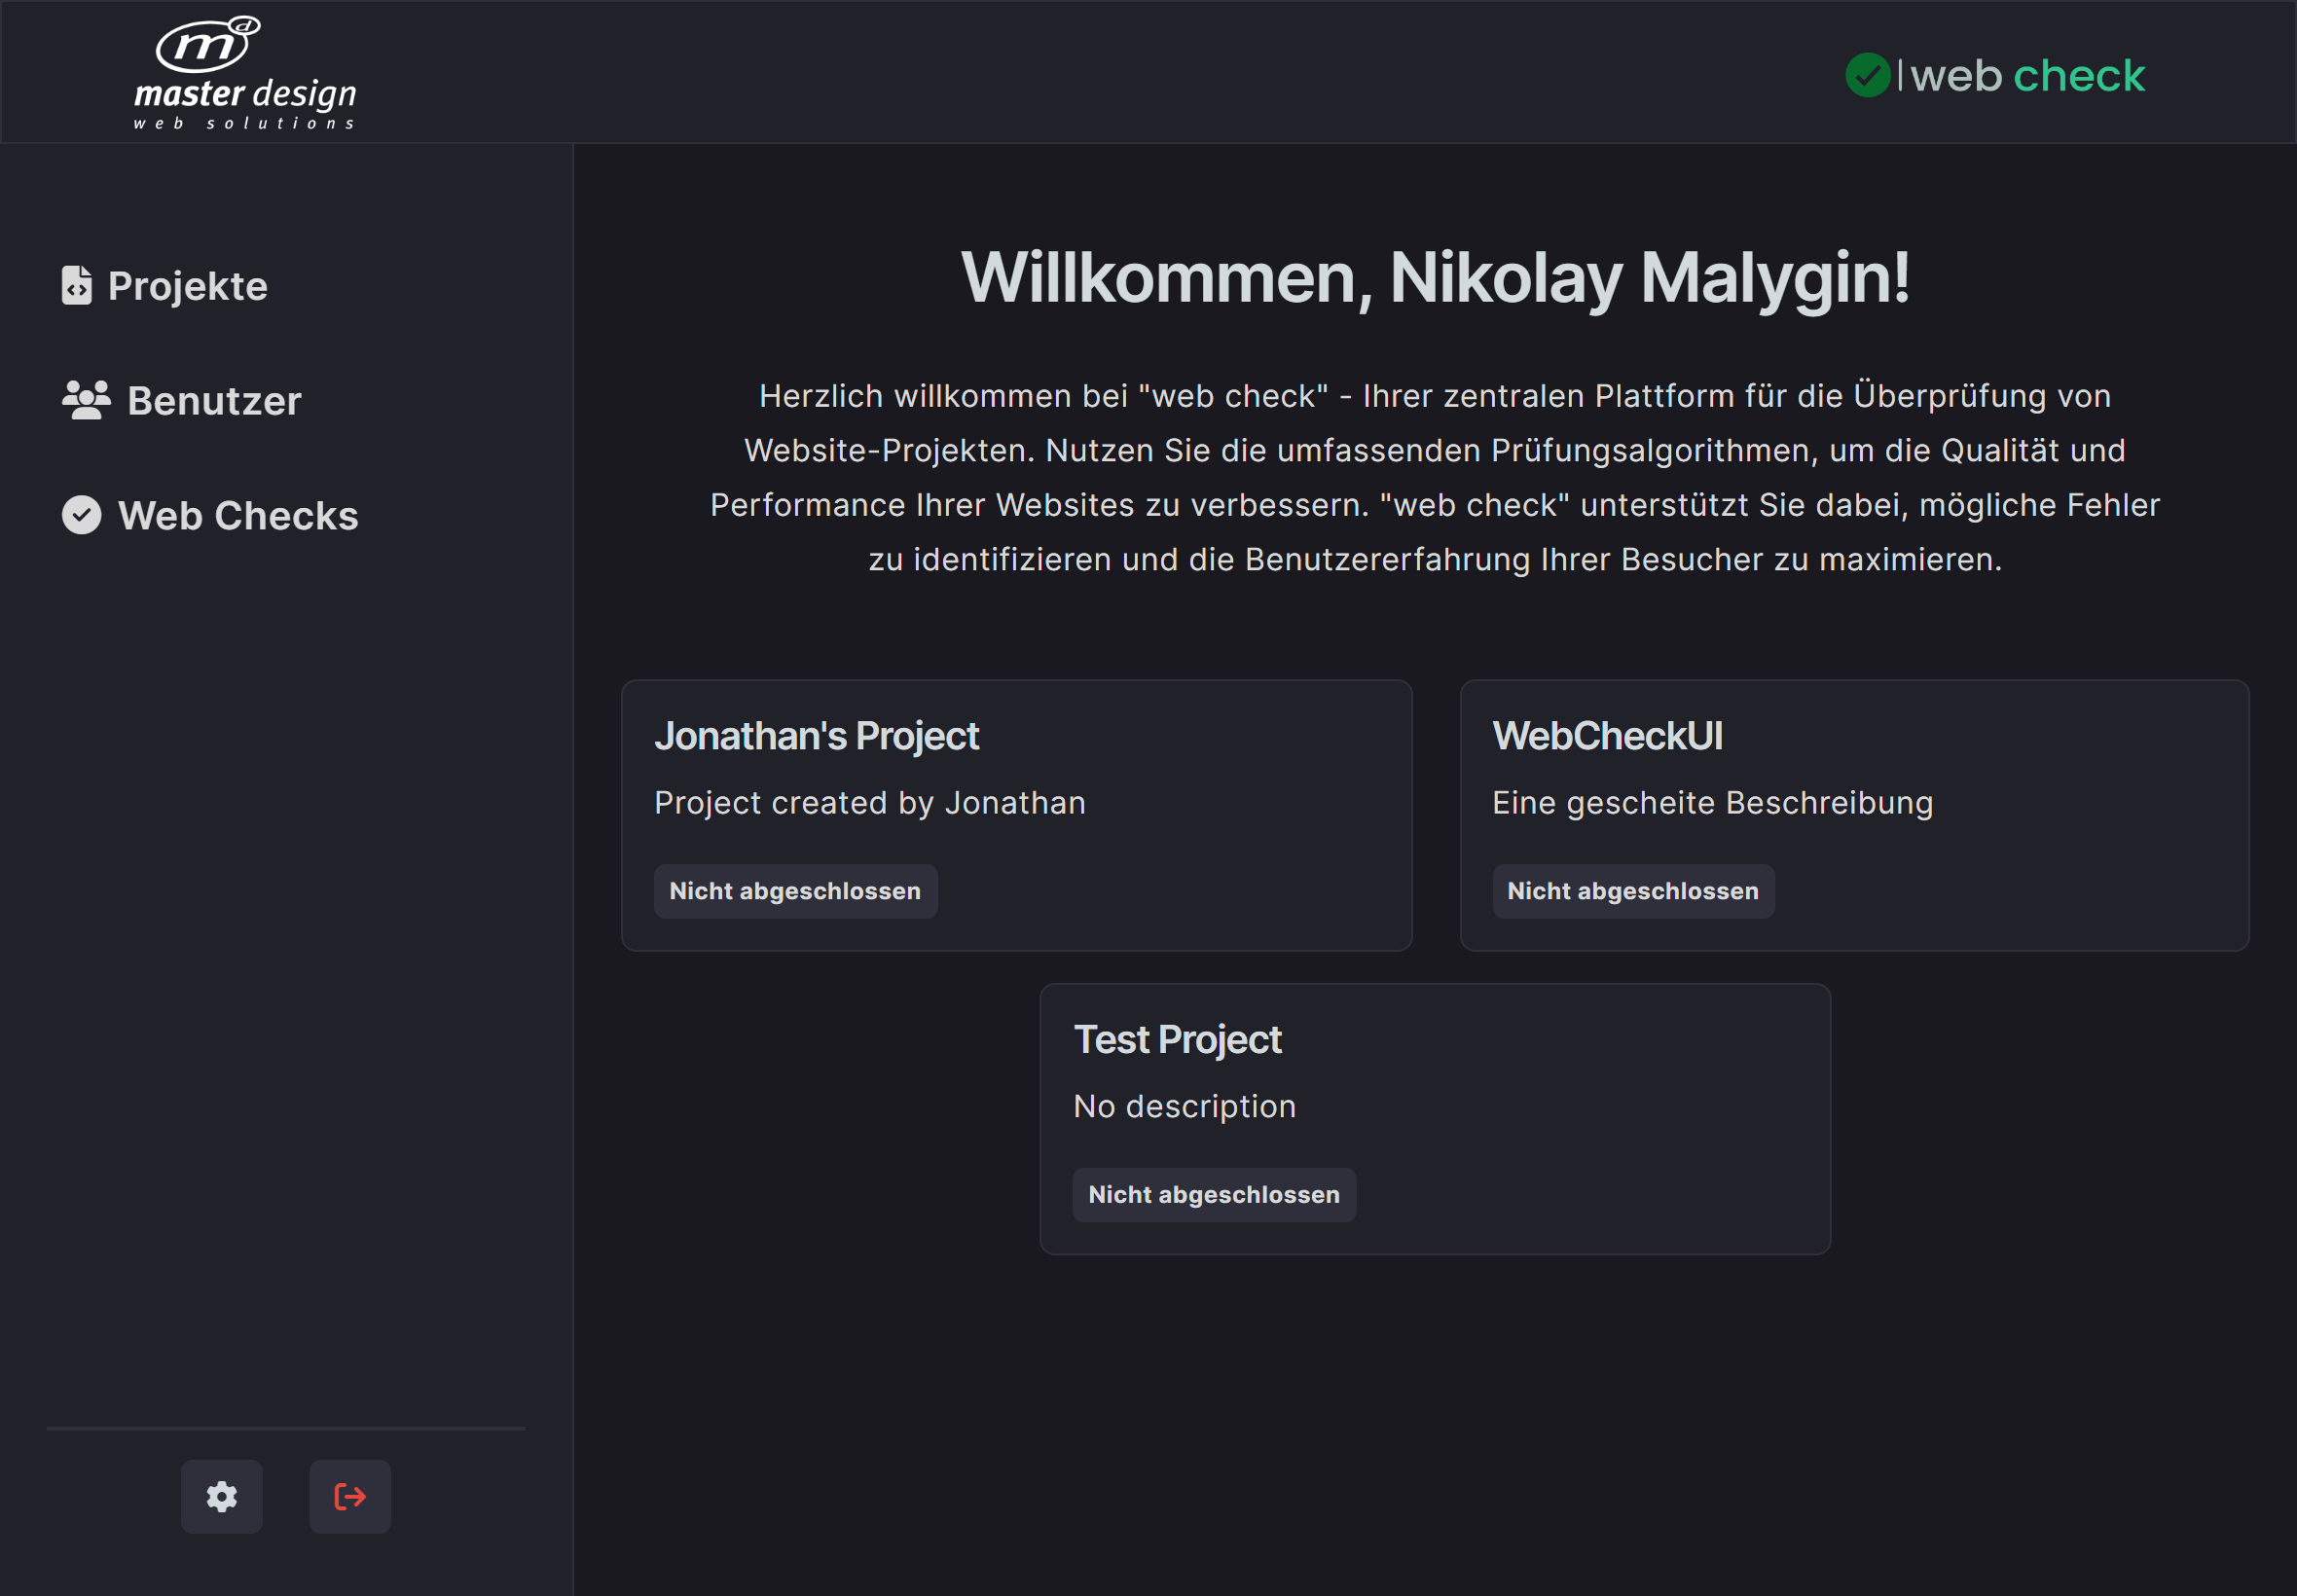 md
master design
web solutions
web check
Projekte
Benutzer
Web Checks
Willkommen, Nikolay Malygin!
Herzlich willkommen bei "web check" - Ihrer zentralen Plattform für die Überprüfung von
Website-Projekten. Nutzen Sie die umfassenden Prüfungsalgorithmen, um die Qualität und
Performance Ihrer Websites zu verbessern. "web check" unterstützt Sie dabei, mögliche Fehler
zu identifizieren und die Benutzererfahrung Ihrer Besucher zu maximieren.
Jonathan's Project
Project created by Jonathan
Nicht abgeschlossen
WebCheckUI
Eine gescheite Beschreibung
Nicht abgeschlossen
Test Project
No description
Nicht abgeschlossen